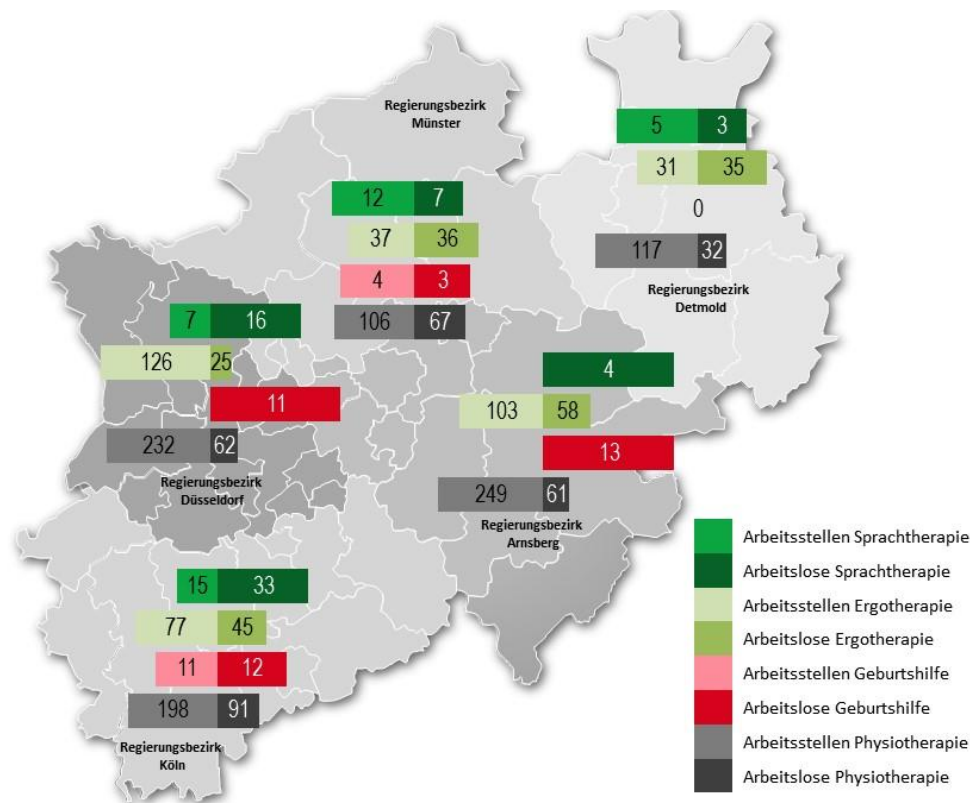 Regierungsbezirk
Münster
5 3
31 35
0
117 32
Regierungsbezirk
Detmold
12 7
37 36
4 3
106 67
7 16
126 25
11
232 62
Regierungsbezirk
Düsseldorf
4
103 58
13
249 61
Regierungsbezirk
Arnsberg
15 33
77 45
11 12
198 91
Regierungsbezirk
Köln
Arbeitsstellen Sprachtherapie
Arbeitslose Sprachtherapie
Arbeitsstellen Ergotherapie
Arbeitslose Ergotherapie
Arbeitsstellen Geburtshilfe
Arbeitslose Geburtshilfe
Arbeitsstellen Physiotherapie
Arbeitslose Physiotherapie